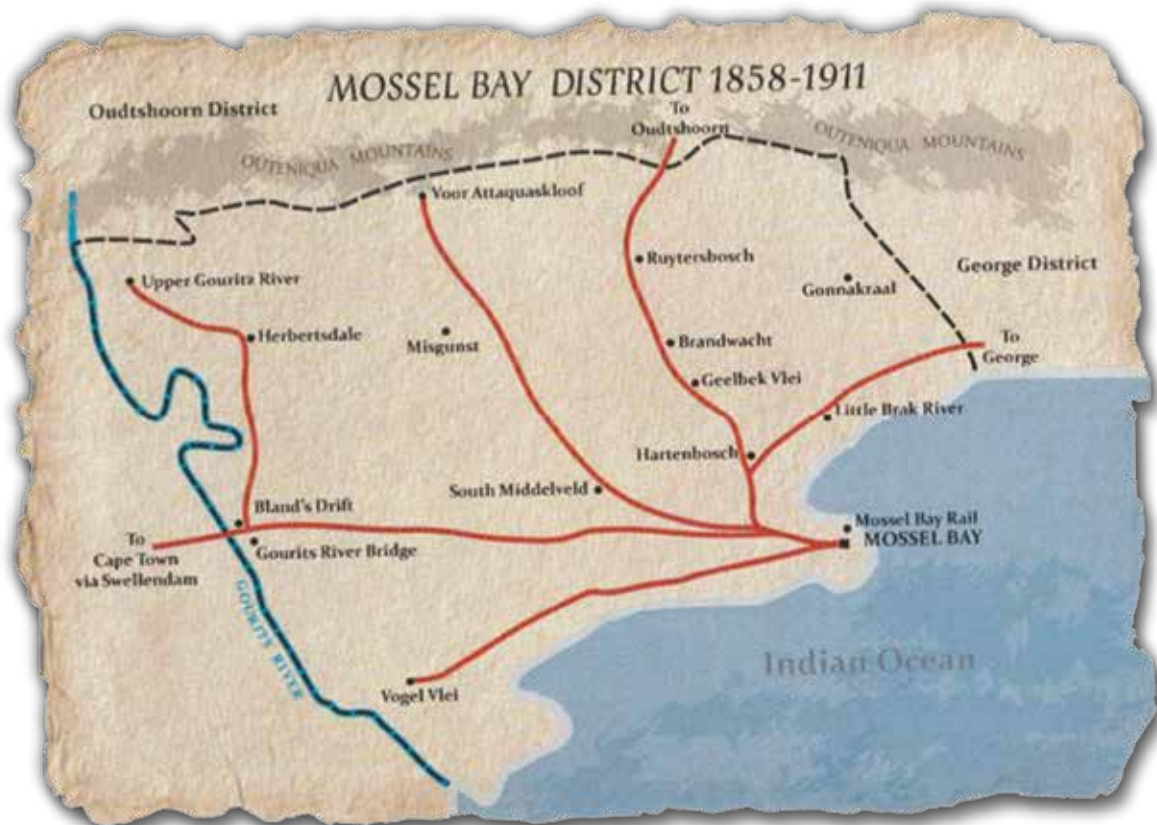 MOSSEL BAY DISTRICT 1858-1911
Oudtshoorn District
To
Oudtshoorn
OUTENIQUA MOUNTAINS
OUTENIQUA MOUNTAINS
Voor Attaquaskloof
Ruytersbosch
George District
Upper Gouritz River
Gonnakraal
Herbertsdale
Misgunst
Brandwacht
To
George
Geelbek Vlei
Little Brak River
Hartenbosch
South Middelveld
Bland's Drift
Mossel Bay Rail
MOSSEL BAY
To
Cape Town
via Swellendam
Gourits River Bridge
GOURITS RIVER
Indian Ocean
Vogel Vlei